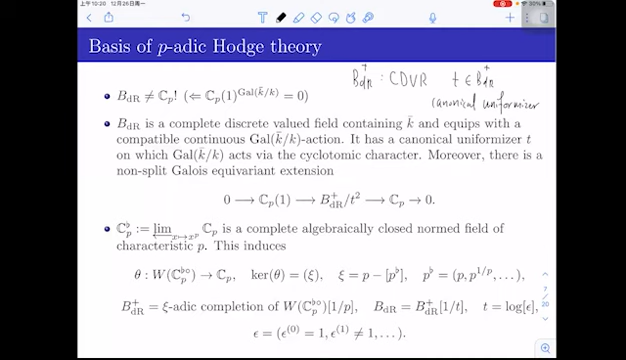 上午10:20 12月26日周一
30%
Basis of p-adic Hodge theory
B⁺_dR : CDVR t ∈ B⁺_dR
(canonical uniformizer
• B_dR ≠ ℂ_p! (⇐ ℂ_p(1)^{Gal(k̄/k)} = 0)
• B_dR is a complete discrete valued field containing k̄ and equips with a
compatible continuous Gal(k̄/k)-action. It has a canonical uniformizer t
on which Gal(k̄/k) acts via the cyclotomic character. Moreover, there is a
non-split Galois equivariant extension
0 ⟶ ℂ_p(1) ⟶ B⁺_dR/t² ⟶ ℂ_p → 0.
• ℂ_p^♭ := lim_{x↦x^p} ℂ_p is a complete algebraically closed normed field of
characteristic p. This induces
θ : W(ℂ_p^{♭○}) → ℂ_p, ker(θ) = (ξ), ξ = p − [p^♭], p^♭ = (p, p^{1/p}, …),
B⁺_dR = ξ-adic completion of W(ℂ_p^{♭○})[1/p], B_dR = B⁺_dR[1/t], t = log[ϵ],
ϵ = (ϵ^{(0)} = 1, ϵ^{(1)} ≠ 1, …).
7
20